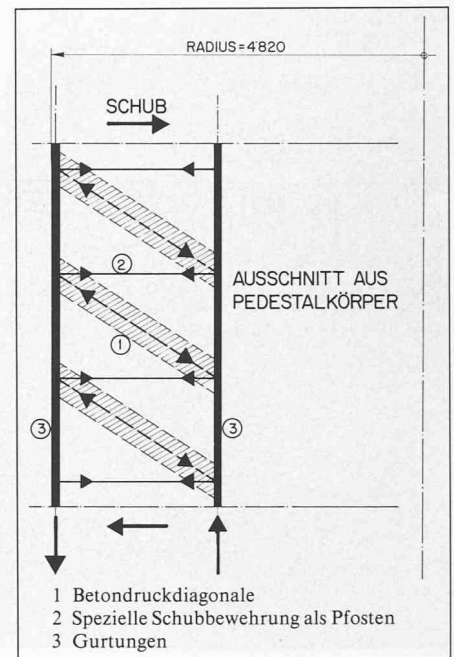 RADIUS=4'820
SCHUB
②
AUSSCHNITT AUS
PEDESTALKÖRPER
①
③
③
1 Betondruckdiagonale
2 Spezielle Schubbewehrung als Pfosten
3 Gurtungen